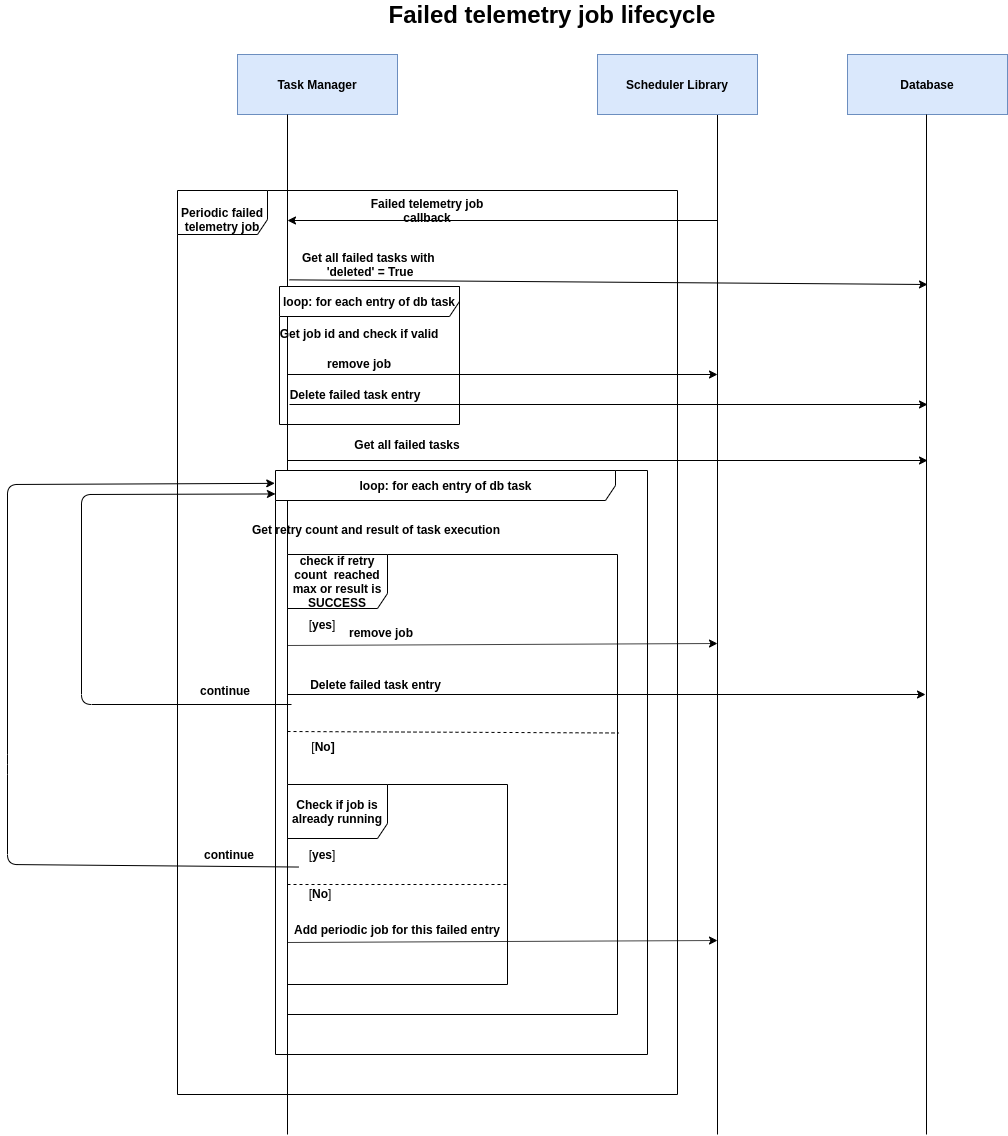 Failed telemetry job lifecycle
Task Manager
Scheduler Library
Database
Periodic failed
telemetry job
Failed telemetry job
callback
Get all failed tasks with
'deleted' = True
loop: for each entry of db task
Get job id and check if valid
remove job
Delete failed task entry
Get all failed tasks
loop: for each entry of db task
Get retry count and result of task execution
check if retry
count reached
max or result is
SUCCESS
[yes]
remove job
Delete failed task entry
continue
[No]
Check if job is
already running
[yes]
continue
[No]
Add periodic job for this failed entry